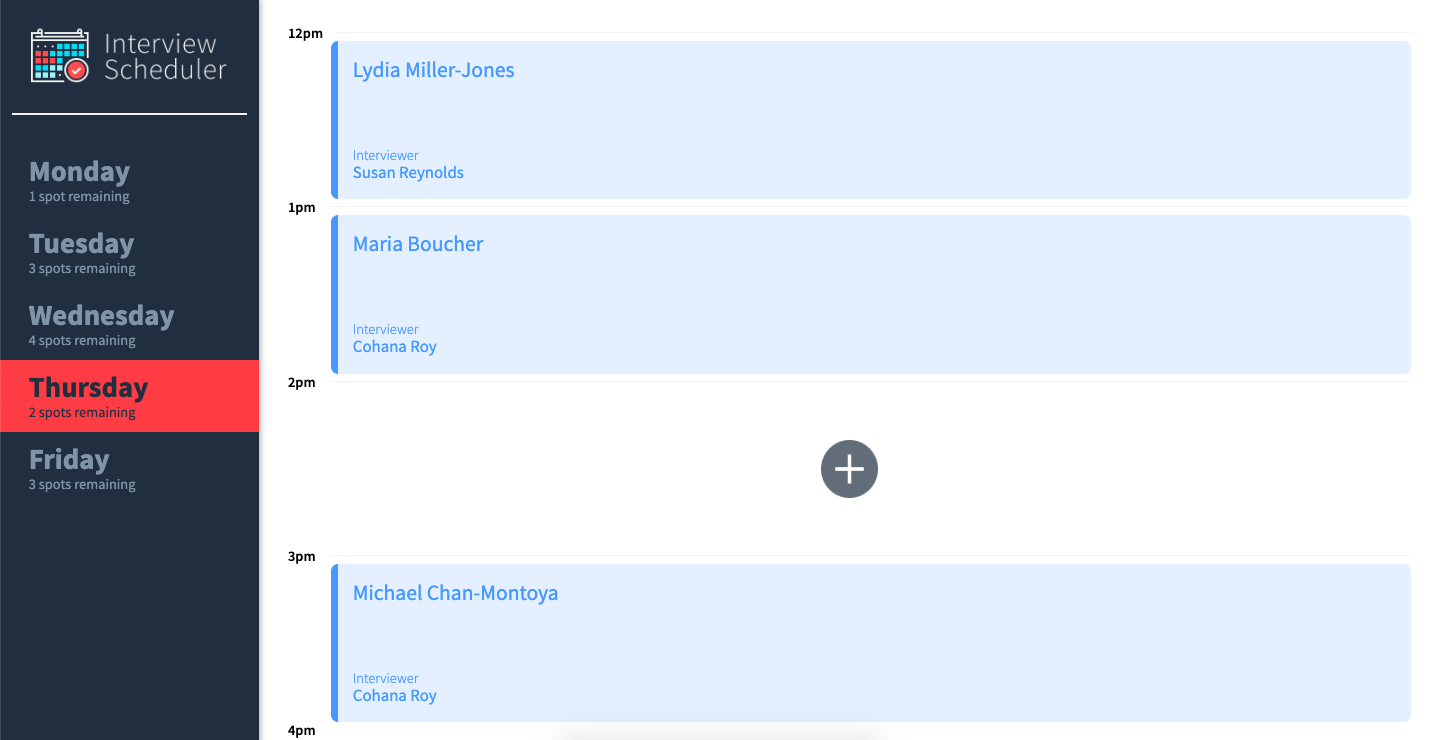 Interview
Scheduler
Monday
1 spot remaining
Tuesday
3 spots remaining
Wednesday
4 spots remaining
Thursday
2 spots remaining
Friday
3 spots remaining
12pm
Lydia Miller-Jones
Interviewer
Susan Reynolds
1pm
Maria Boucher
Interviewer
Cohana Roy
2pm
3pm
Michael Chan-Montoya
Interviewer
Cohana Roy
4pm